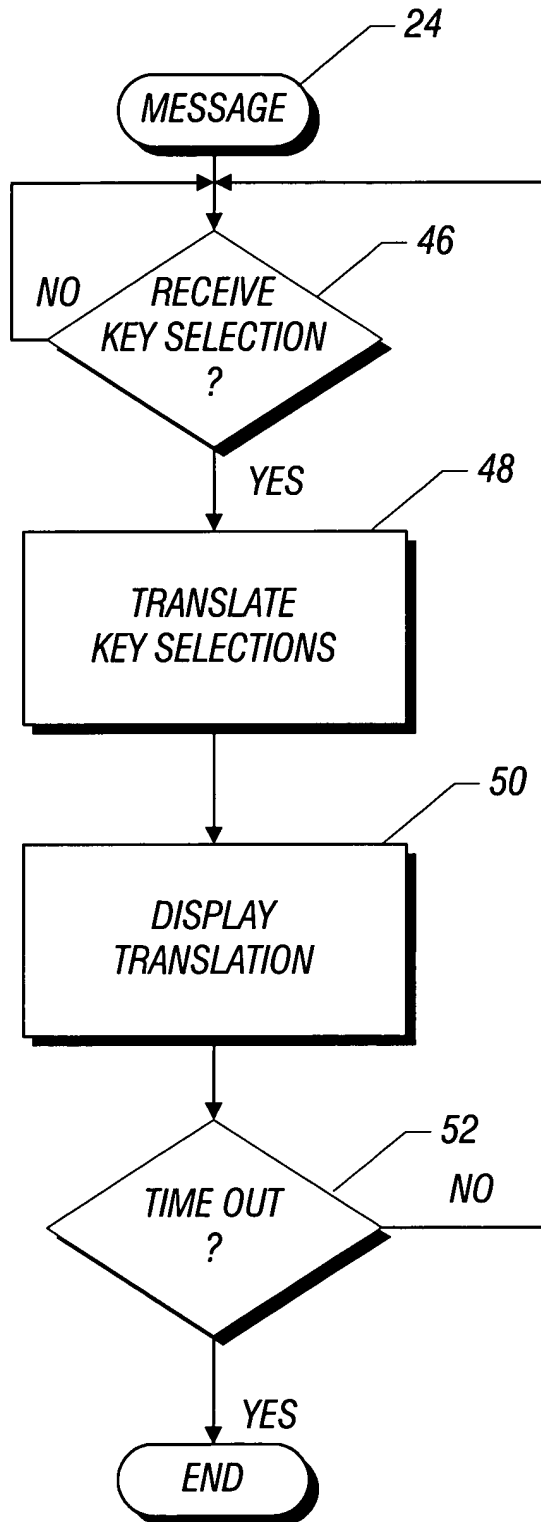 24
MESSAGE
46
NO
RECEIVE
KEY SELECTION
?
YES
48
TRANSLATE
KEY SELECTIONS
50
DISPLAY
TRANSLATION
52
NO
TIME OUT
?
YES
END